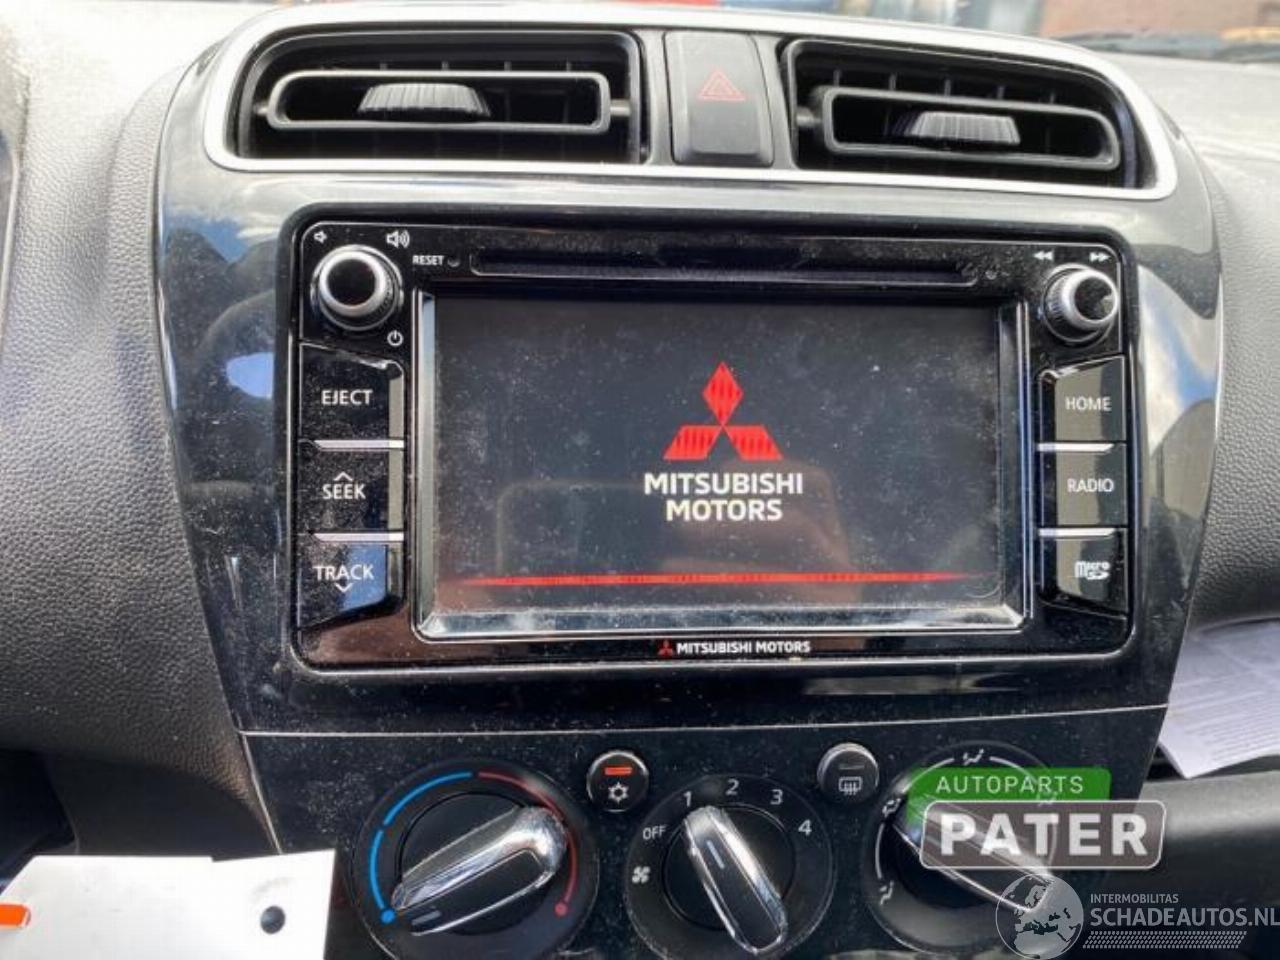 RESET
EJECT
SEEK
TRACK
HOME
RADIO
micro
MITSUBISHI
MOTORS
MITSUBISHI MOTORS
OFF
1
2
3
4
AUTOPARTS
PATER
INTERMOBILITAS
SCHADEAUTOS.NL